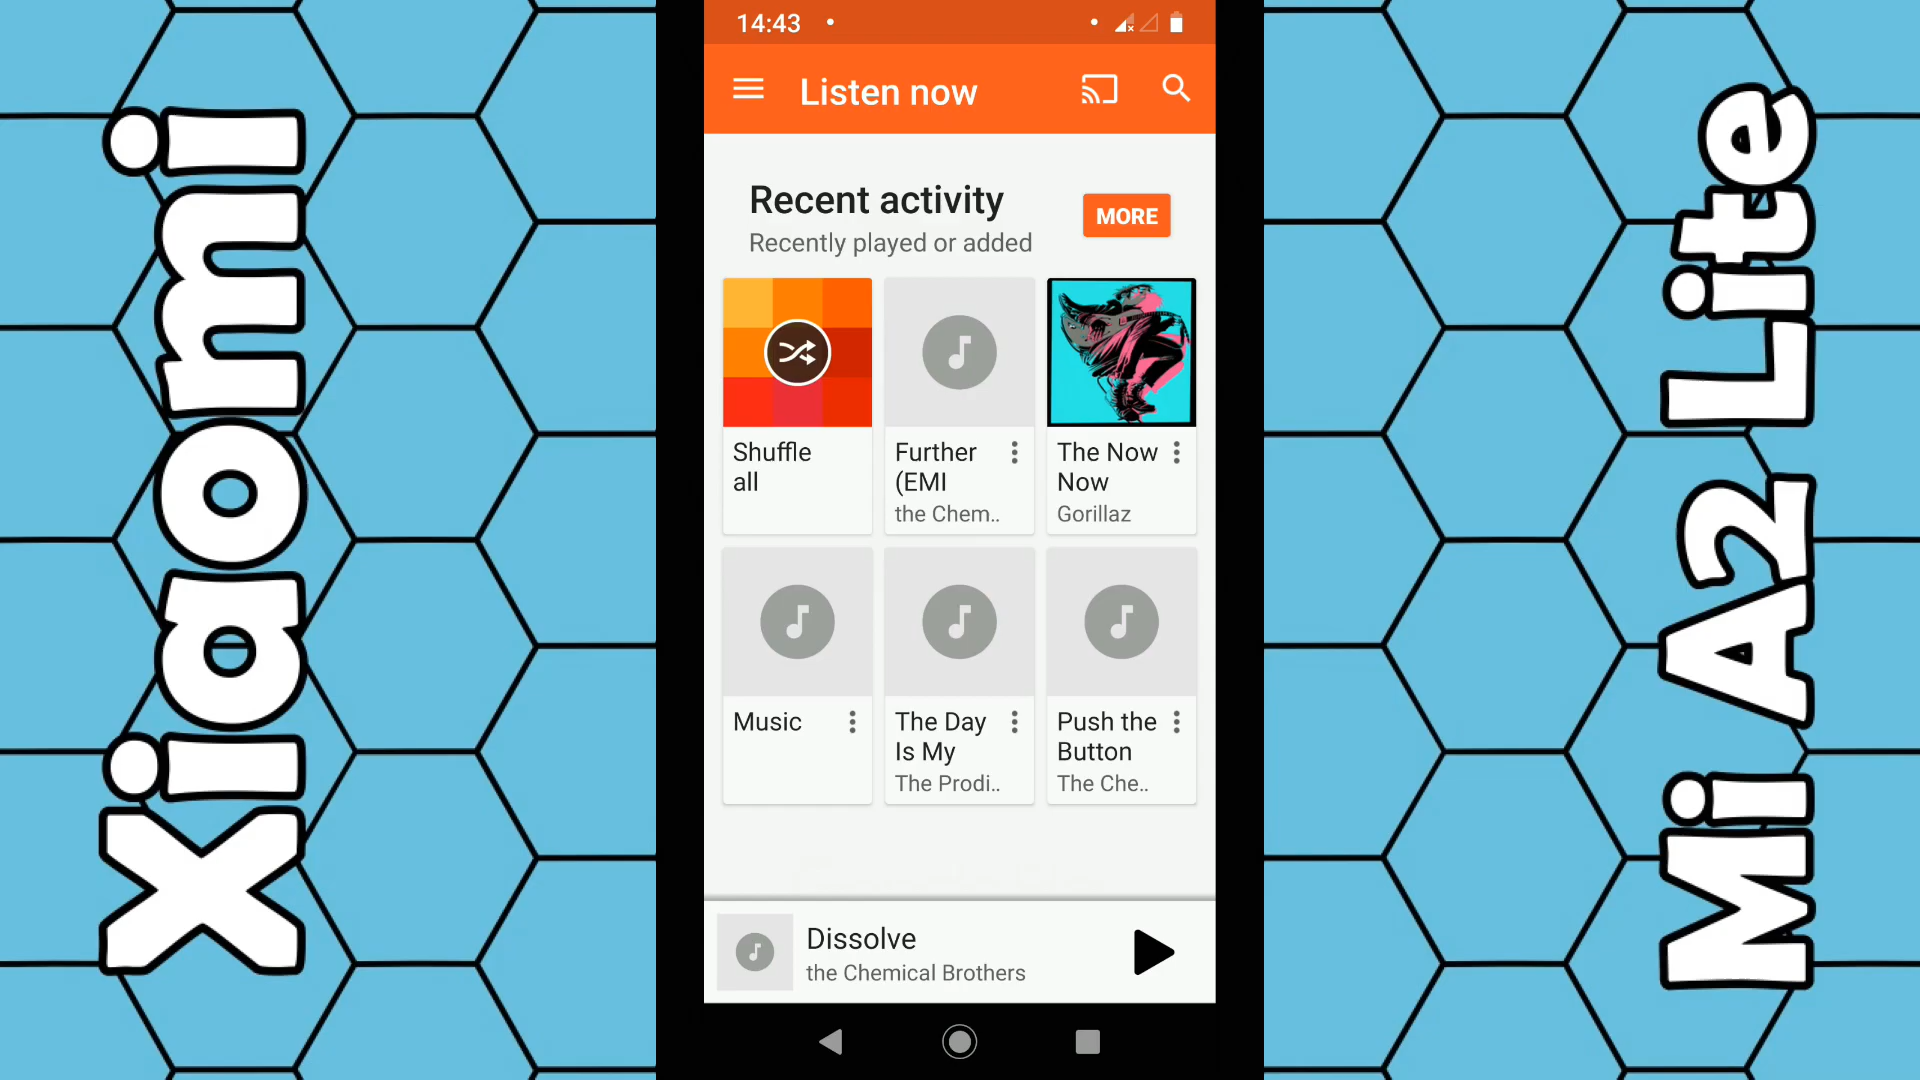 Xiaomi
14:43
Listen now
Recent activity
MORE
Recently played or added
Shuffle
all
Further
(EMI
the Chem..
The Now
Now
Gorillaz
Music
The Day
Is My
The Prodi..
Push the
Button
The Che..
Dissolve
the Chemical Brothers
Mi A2 Lite